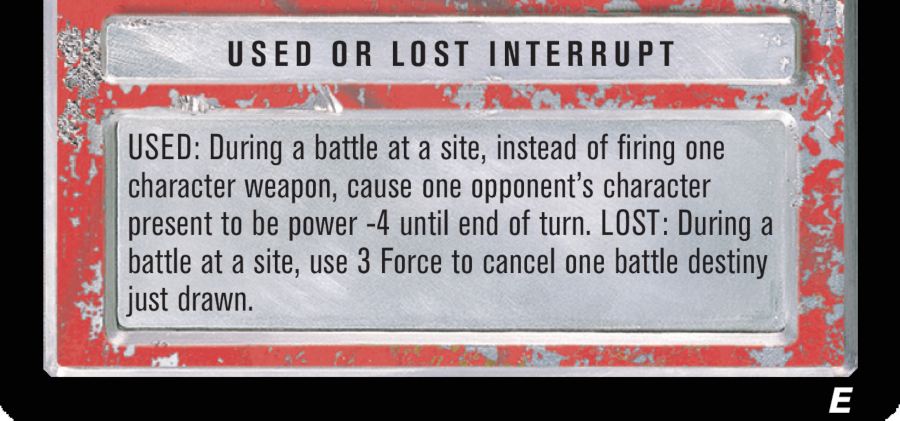 USED OR LOST INTERRUPT
USED: During a battle at a site, instead of firing one
character weapon, cause one opponent’s character
present to be power -4 until end of turn. LOST: During a
battle at a site, use 3 Force to cancel one battle destiny
just drawn.
E